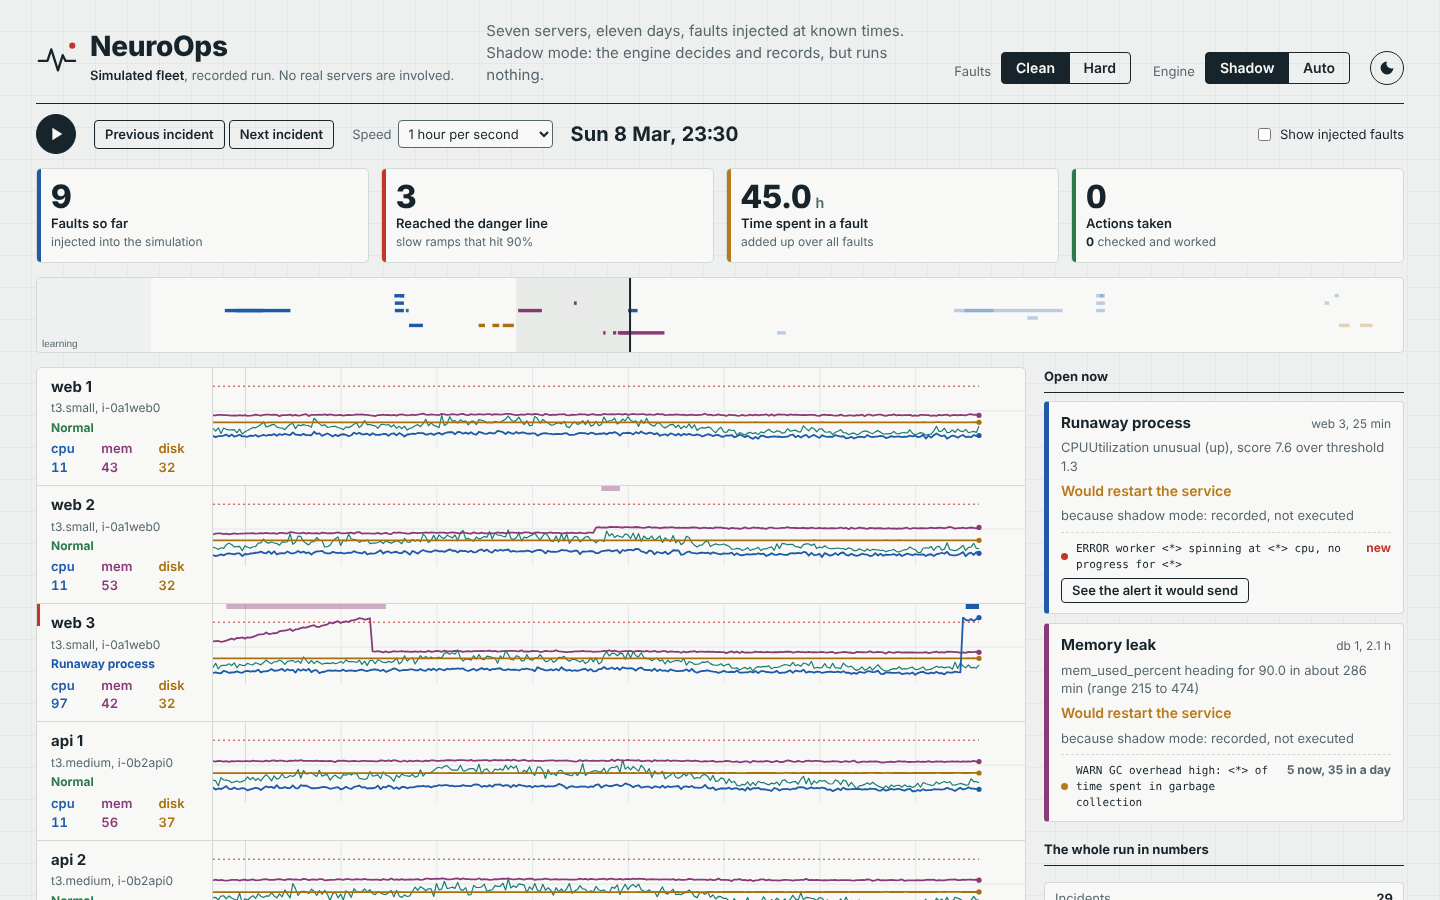 NeuroOps
Simulated fleet, recorded run. No real servers are involved.
Seven servers, eleven days, faults injected at known times.
Shadow mode: the engine decides and records, but runs
nothing.
Faults
Clean
Hard
Engine
Shadow
Auto
Previous incident
Next incident
Speed
1 hour per second
Sun 8 Mar, 23:30
Show injected faults
9
Faults so far
injected into the simulation
3
Reached the danger line
slow ramps that hit 90%
45.0 h
Time spent in a fault
added up over all faults
0
Actions taken
0 checked and worked
learning
web 1
t3.small, i-0a1web0
Normal
cpu mem disk
11 43 32
web 2
t3.small, i-0a1web0
Normal
cpu mem disk
11 53 32
web 3
t3.small, i-0a1web0
Runaway process
cpu mem disk
97 42 32
api 1
t3.medium, i-0b2api0
Normal
cpu mem disk
11 56 37
api 2
t3.medium, i-0b2api0
Normal
Open now
Runaway process
web 3, 25 min
CPUUtilization unusual (up), score 7.6 over threshold
1.3
Would restart the service
because shadow mode: recorded, not executed
ERROR worker <*> spinning at <*> cpu, no
progress for <*>
new
See the alert it would send
Memory leak
db 1, 2.1 h
mem_used_percent heading for 90.0 in about 286
min (range 215 to 474)
Would restart the service
because shadow mode: recorded, not executed
WARN GC overhead high: <*> of
time spent in garbage
collection
5 now, 35 in a day
The whole run in numbers
Incidents
29